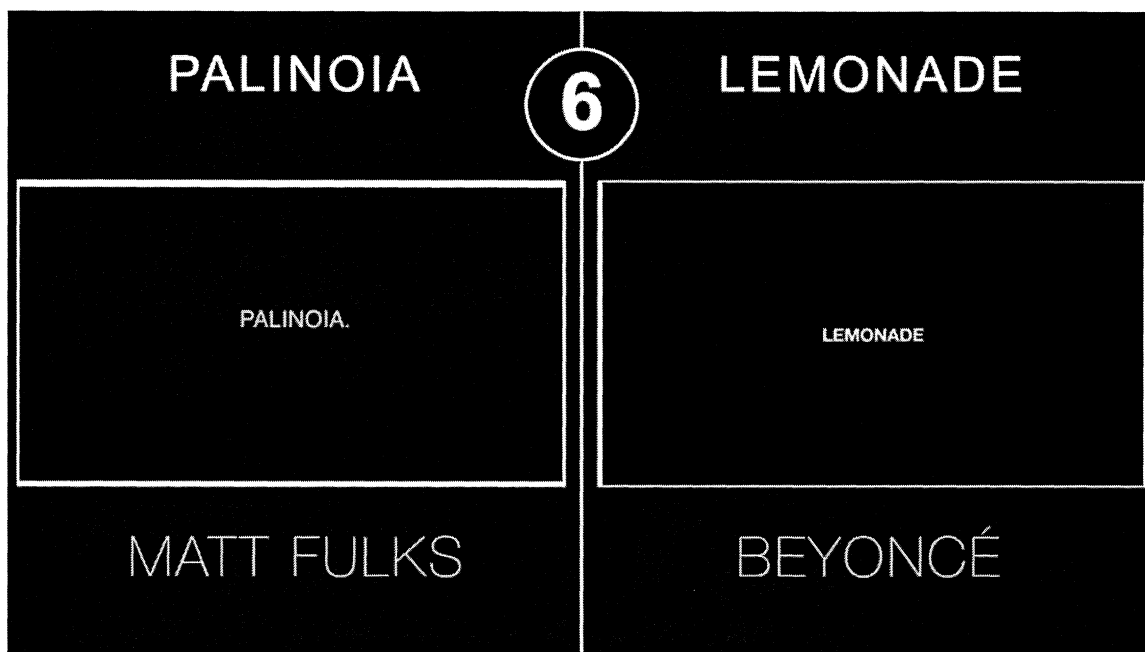 PALINOIA
6
LEMONADE
PALINOIA.
LEMONADE
MATT FULKS
BEYONCÉ